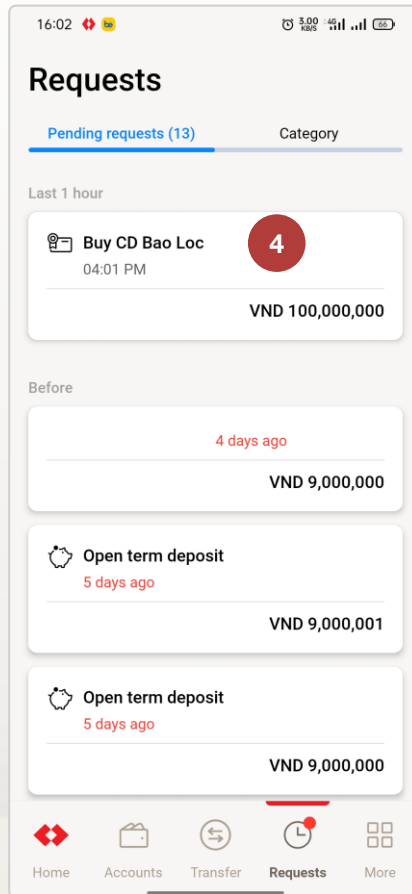 16:02 be 3.00 KB/S 4G 66
Requests
Pending requests (13) Category
Last 1 hour
Buy CD Bao Loc 4
04:01 PM
VND 100,000,000
Before
4 days ago
VND 9,000,000
Open term deposit
5 days ago
VND 9,000,001
Open term deposit
5 days ago
VND 9,000,000
Home Accounts Transfer Requests More